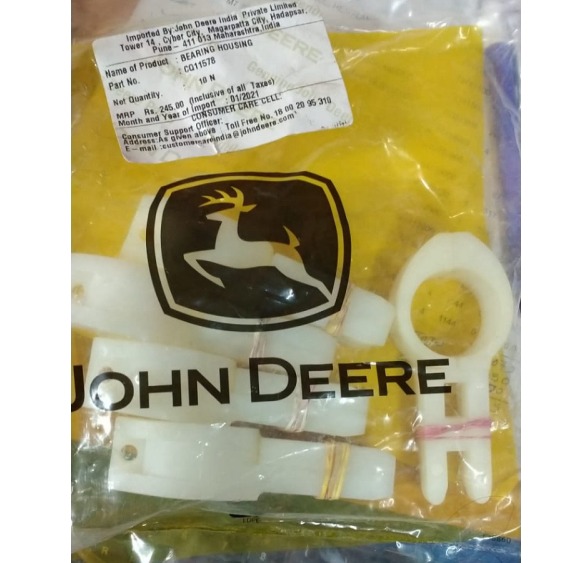 Imported By:John Deere India Private Limited
Tower 14, Cyber City, Magarpatta City, Hadapsar,
Pune - 411 013 Maharashtra,India
Name of Product : BEARING HOUSING
Part No. CQ11578
Net Quantity. 10 N
MRP Rs. 245.00 (Inclusive of all Taxes)
Month and Year of Import : 01/2021
CONSUMER CARE CELL:
Consumer Support Officer:
Address:As given above Toll Free No. 18 00 20 95 310
E - mail :customercareindia@johndeere.com
DEERE
JOHN DEERE
LDPE